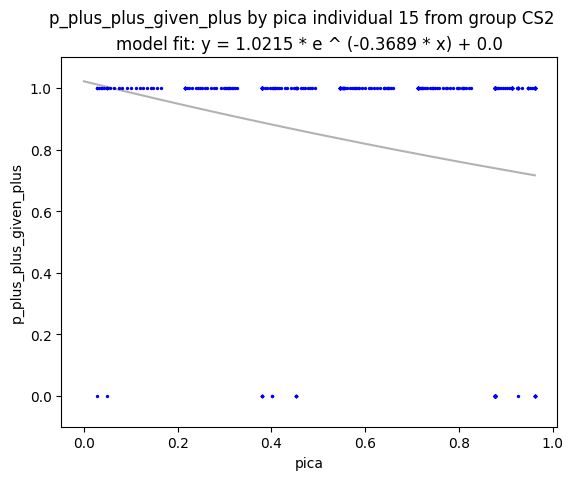 p_plus_plus_given_plus by pica individual 15 from group CS2
model fit: y = 1.0215 * e ^ (-0.3689 * x) + 0.0
p_plus_plus_given_plus
1.0
0.8
0.6
0.4
0.2
0.0
0.0 0.2 0.4 0.6 0.8 1.0
pica